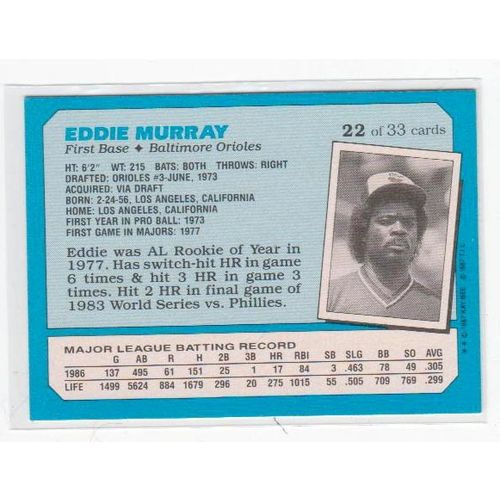 EDDIE MURRAY
First Base ✦ Baltimore Orioles
22 of 33 cards
HT: 6'2" WT: 215 BATS: BOTH THROWS: RIGHT
DRAFTED: ORIOLES #3-JUNE, 1973
ACQUIRED: VIA DRAFT
BORN: 2-24-56, LOS ANGELES, CALIFORNIA
HOME: LOS ANGELES, CALIFORNIA
FIRST YEAR IN PRO BALL: 1973
FIRST GAME IN MAJORS: 1977
Eddie was AL Rookie of Year in
1977. Has switch-hit HR in game
6 times & hit 3 HR in game 3
times. Hit 2 HR in final game of
1983 World Series vs. Phillies.
MAJOR LEAGUE BATTING RECORD
G AB R H 2B 3B HR RBI SB SLG BB SO AVG
1986 137 495 61 151 25 1 17 84 3 .463 78 49 .305
LIFE 1499 5624 884 1679 296 20 275 1015 55 .505 709 769 .299